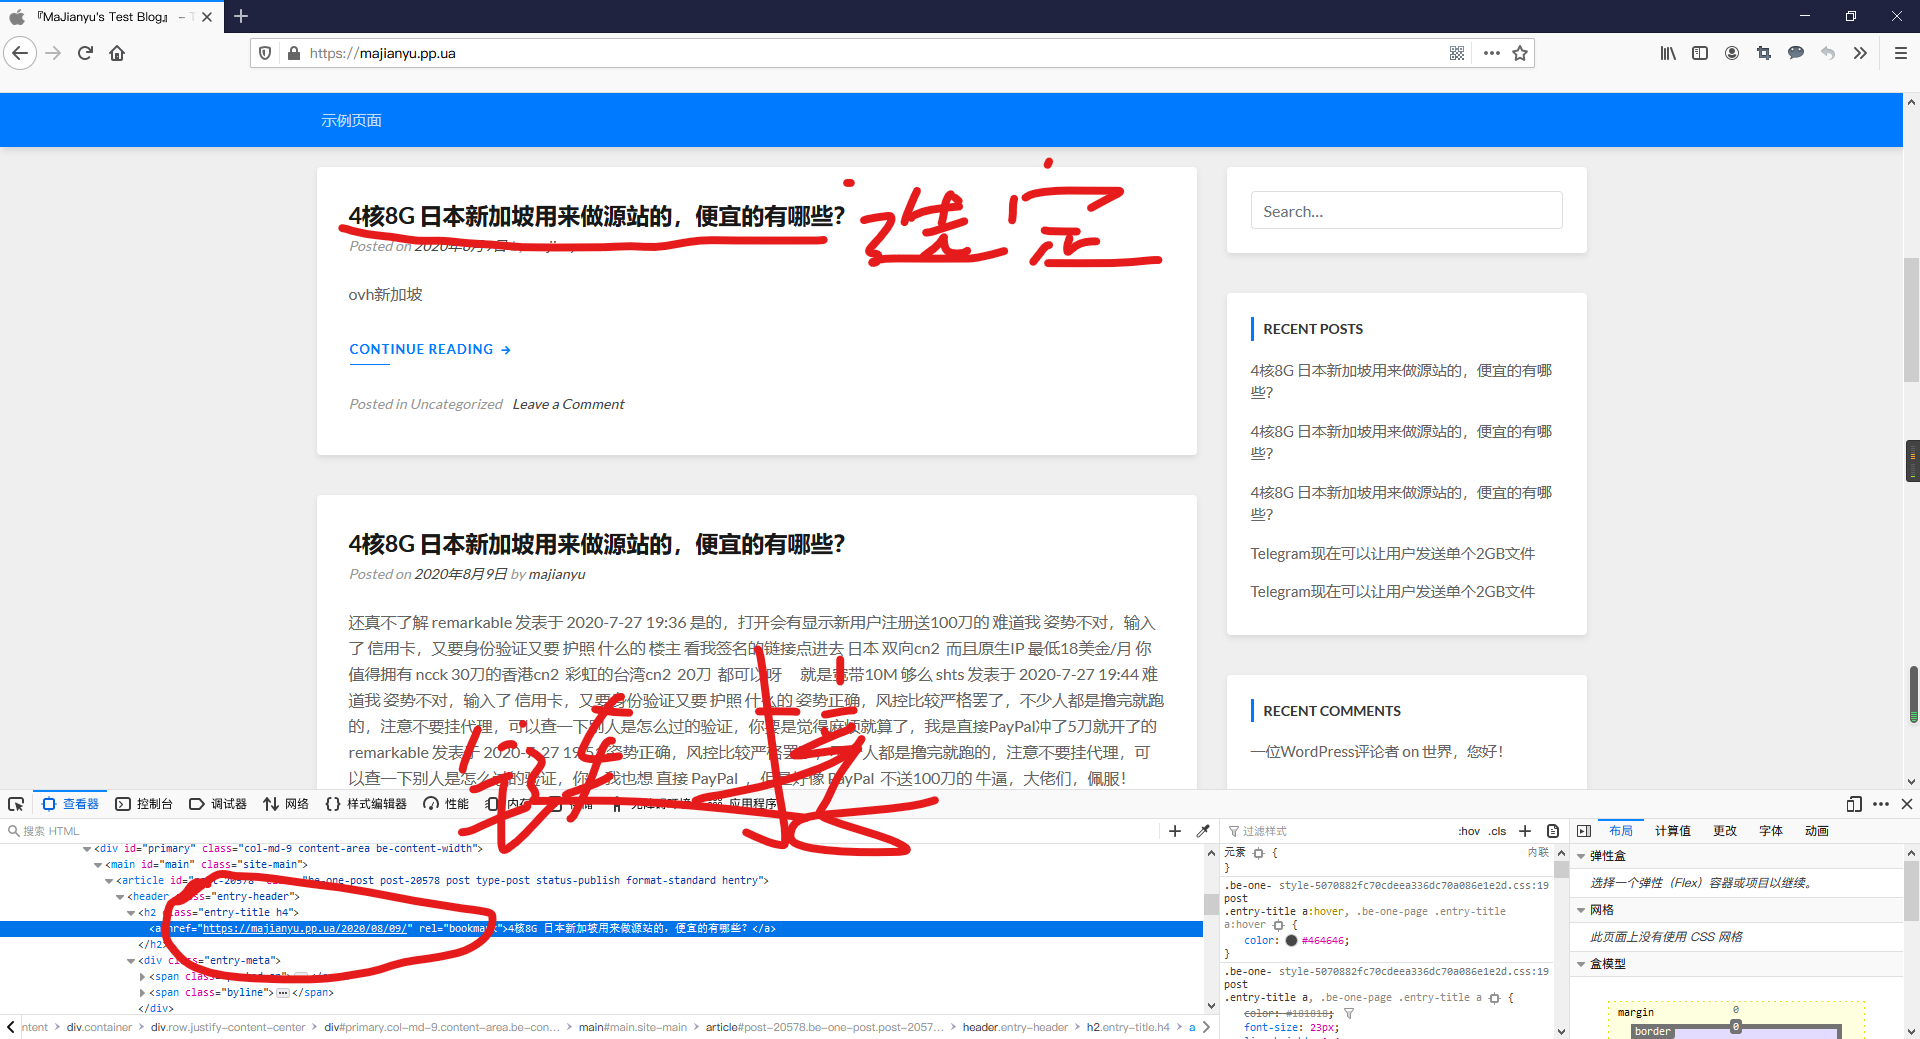 『MaJianyu's Test Blog』 – T
https://majianyu.pp.ua
示例页面
4核8G 日本新加坡用来做源站的，便宜的有哪些？
选定
Posted on 2020年8月9日 by
ovh新加坡
CONTINUE READING →
Posted in Uncategorized Leave a Comment
4核8G 日本新加坡用来做源站的，便宜的有哪些？
Posted on 2020年8月9日 by majianyu
还真不了解 remarkable 发表于 2020-7-27 19:36 是的，打开会有显示新用户注册送100刀的 难道我 姿势不对，输入
了 信用卡，又要身份验证又要 护照 什么的 楼主 看我签名的链接点进去 日本 双向cn2 而且原生IP 最低18美金/月 你
值得拥有 ncck 30刀的香港cn2 彩虹的台湾cn2 20刀 都可以呀 就是宽带10M 够么 shts 发表于 2020-7-27 19:44 难
道我 姿势不对，输入了 信用卡，又要身份验证又要 护照 什么的 姿势正确，风控比较严格罢了，不少人都是撸完就跑
的，注意不要挂代理，可以查一下别人是怎么过的验证，你要是觉得麻烦就算了，我是直接PayPal冲了5刀就开了的
remarkable 发表于 2020-7-27 19:5 姿势正确，风控比较严格罢 人都是撸完就跑的，注意不要挂代理，可
以查一下别人是怎么过的验证，你 我也想 直接 PayPal ，但是好像 PayPal 不送100刀的 牛逼，大佬们，佩服！
链接
Search...
RECENT POSTS
4核8G 日本新加坡用来做源站的，便宜的有哪
些？
4核8G 日本新加坡用来做源站的，便宜的有哪
些？
4核8G 日本新加坡用来做源站的，便宜的有哪
些？
Telegram现在可以让用户发送单个2GB文件
Telegram现在可以让用户发送单个2GB文件
RECENT COMMENTS
一位WordPress评论者 on 世界，您好！
查看器 控制台 调试器 网络 {} 样式编辑器 性能 内存 应用程序
搜索 HTML
<div id="primary" class="col-md-9 content-area be-content-width">
<main id="main" class="site-main">
<article id="post-20578" class="be-one-post post-20578 post type-post status-publish format-standard hentry">
<header class="entry-header">
<h2 class="entry-title h4">
<a href="https://majianyu.pp.ua/2020/08/09/" rel="bookmark">4核8G 日本新加坡用来做源站的，便宜的有哪些？</a>
</h2>
<div class="entry-meta">
<span class=
<span class="byline">…</span>
</div>
ntent > div.container > div.row.justify-content-center > div#primary.col-md-9.content-area.be-con… > main#main.site-main > article#post-20578.be-one-post.post-2057… > header.entry-header > h2.entry-title.h4 > a
过滤样式 :hov .cls +
元素 { 内联
}
.be-one-post style-5070882fc70cdeea336dc70a086e1e2d.css:19
.entry-title a:hover, .be-one-page .entry-title
a:hover {
color: #464646;
}
.be-one-post style-5070882fc70cdeea336dc70a086e1e2d.css:19
.entry-title a, .be-one-page .entry-title a {
color: #181818;
font-size: 23px;
布局 计算值 更改 字体 动画
弹性盒
选择一个弹性（Flex）容器或项目以继续。
网格
此页面上没有使用 CSS 网格
盒模型
margin 0
border 0